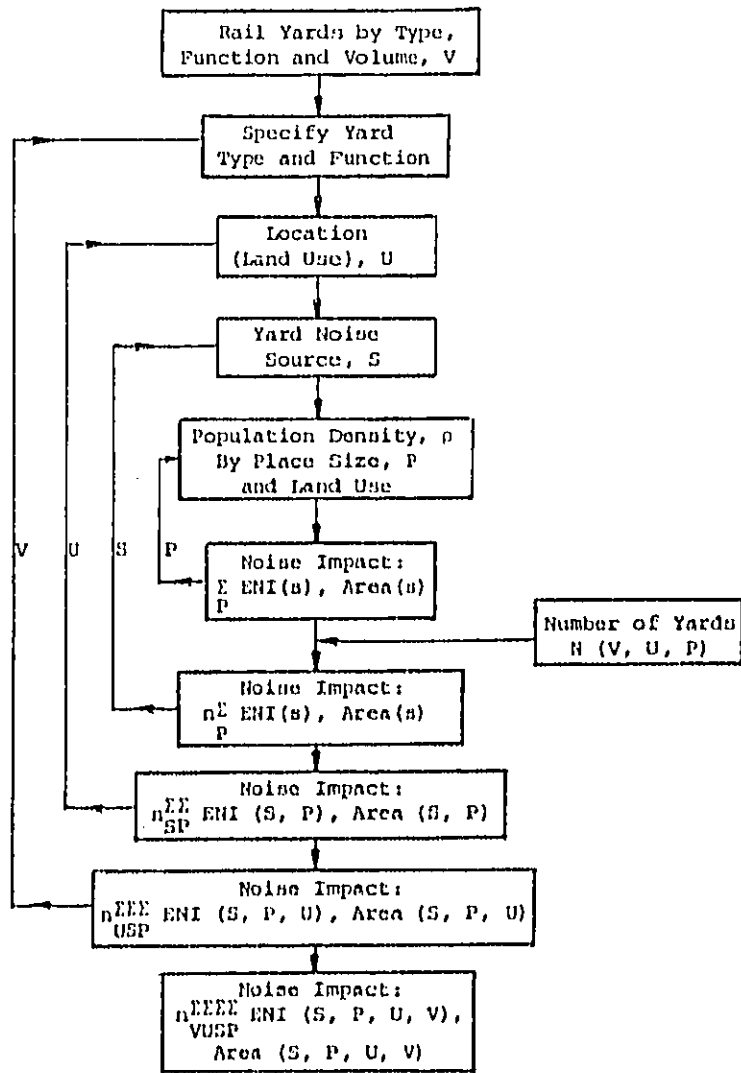 Rail Yards by Type,
Function and Volume, V
Specify Yard
Type and Function
Location
(Land Use), U
Yard Noise
Source, S
Population Density, ρ
By Place Size, P
and Land Use
V U S P
Noise Impact:
Σ ENI(s), Area(s)
P
Number of Yards
N (V, U, P)
Noise Impact:
nΣ ENI(s), Area(s)
P
Noise Impact:
nΣΣ ENI (S, P), Area (S, P)
SP
Noise Impact:
nΣΣΣ ENI (S, P, U), Area (S, P, U)
USP
Noise Impact:
nΣΣΣΣ ENI (S, P, U, V),
VUSP
Area (S, P, U, V)